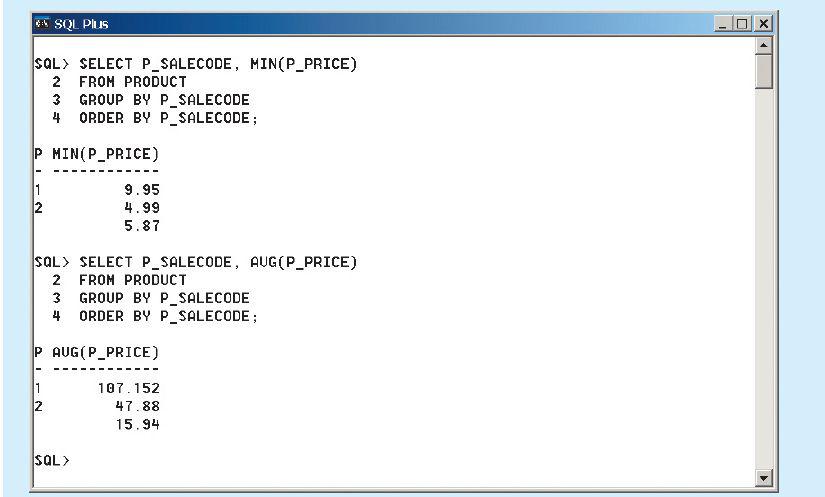 SQL Plus
SQL> SELECT P_SALECODE, MIN(P_PRICE)
2 FROM PRODUCT
3 GROUP BY P_SALECODE
4 ORDER BY P_SALECODE;
P MIN(P_PRICE)
- ------------
1 9.95
2 4.99
5.87
SQL> SELECT P_SALECODE, AVG(P_PRICE)
2 FROM PRODUCT
3 GROUP BY P_SALECODE
4 ORDER BY P_SALECODE;
P AVG(P_PRICE)
- ------------
1 107.152
2 47.88
15.94
SQL>